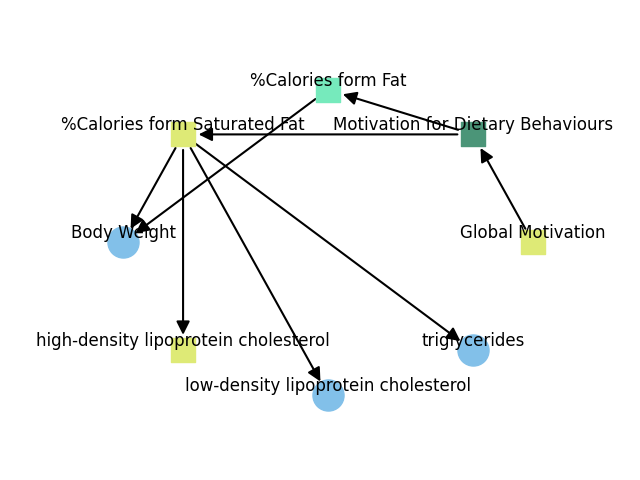 %Calories form Fat
%Calories form Saturated Fat
Motivation for Dietary Behaviours
Body Weight
Global Motivation
high-density lipoprotein cholesterol
triglycerides
low-density lipoprotein cholesterol